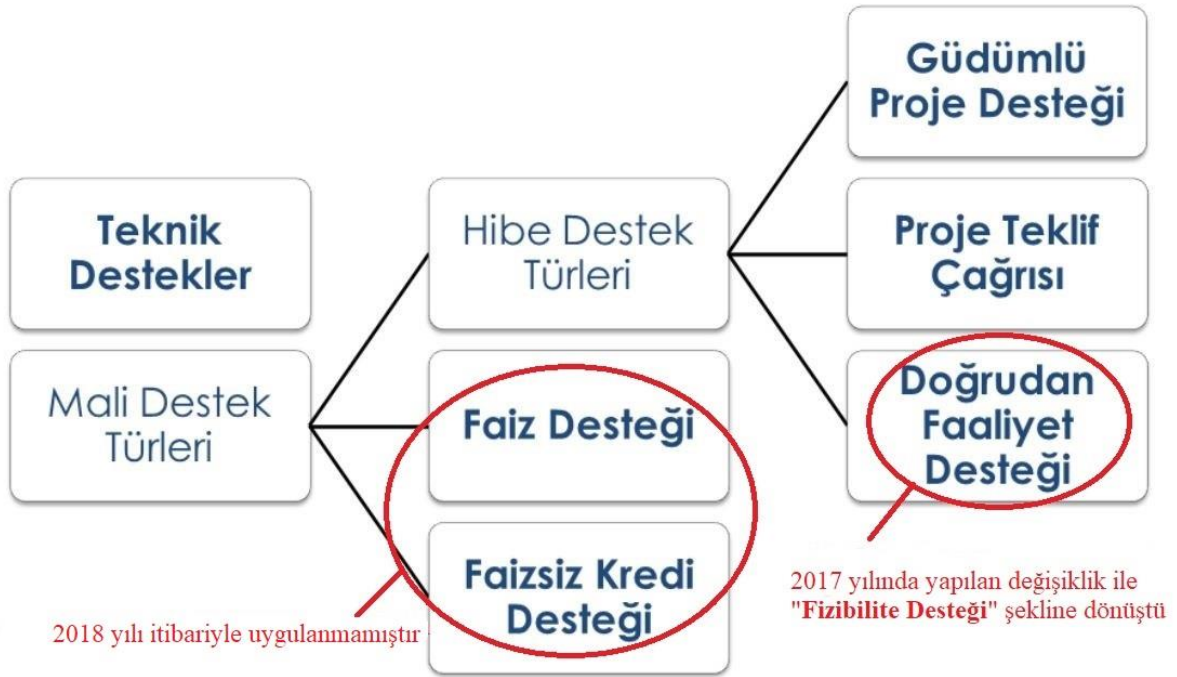 Güdümlü
Proje Desteği
Teknik
Destekler
Hibe Destek
Türleri
Proje Teklif
Çağrısı
Mali Destek
Türleri
Faiz Desteği
Doğrudan
Faaliyet
Desteği
Faizsiz Kredi
Desteği
2018 yılı itibariyle uygulanmamıştır
2017 yılında yapılan değişiklik ile
"Fizibilite Desteği" şekline dönüştü